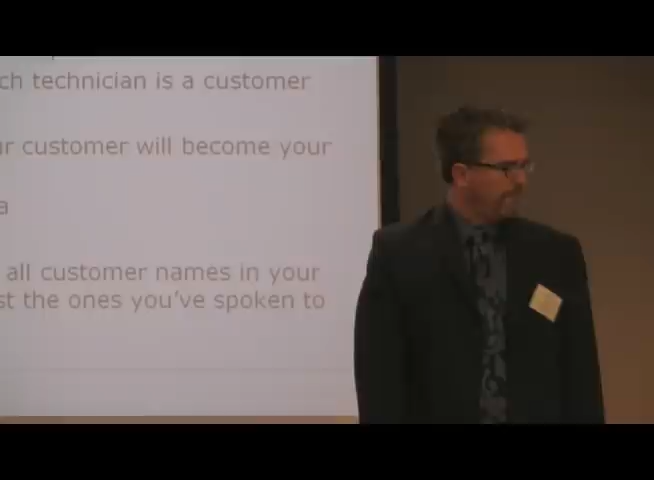 ch technician is a customer
ur customer will become your
a
all customer names in your
st the ones you've spoken to